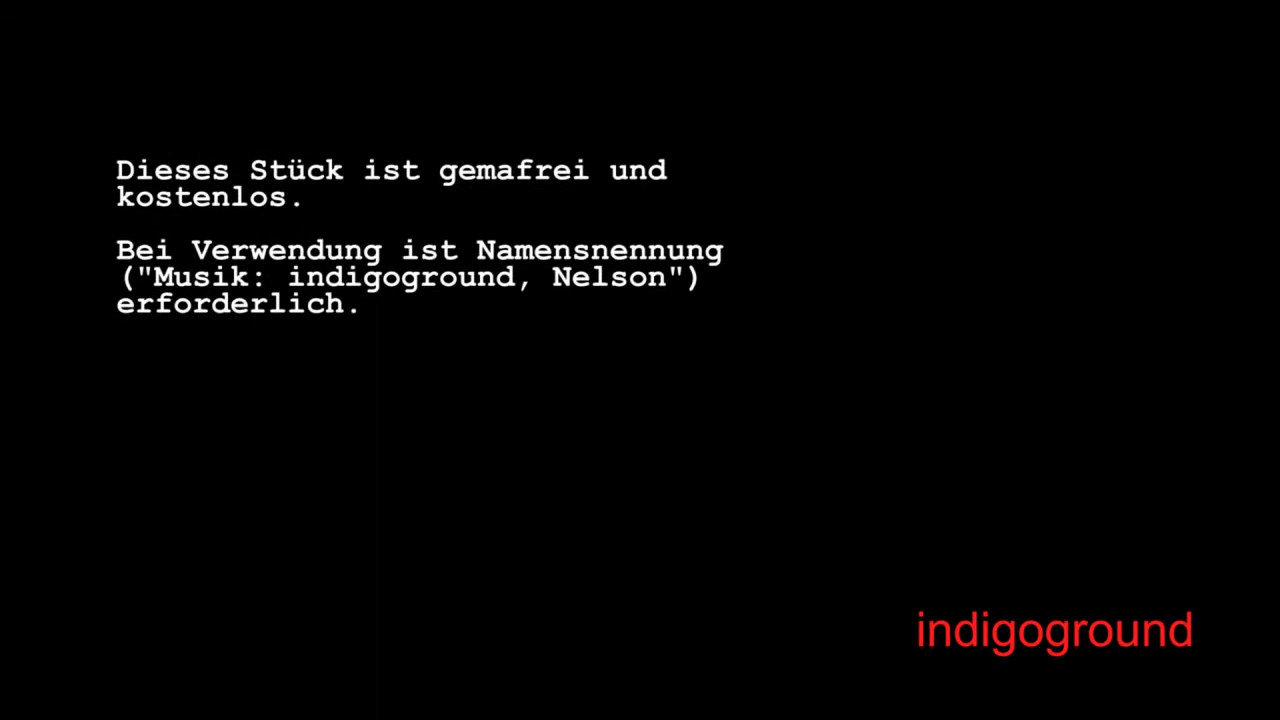 Dieses Stück ist gemafrei und
kostenlos.
Bei Verwendung ist Namensnennung
("Musik: indigoground, Nelson")
erforderlich.
indigoground